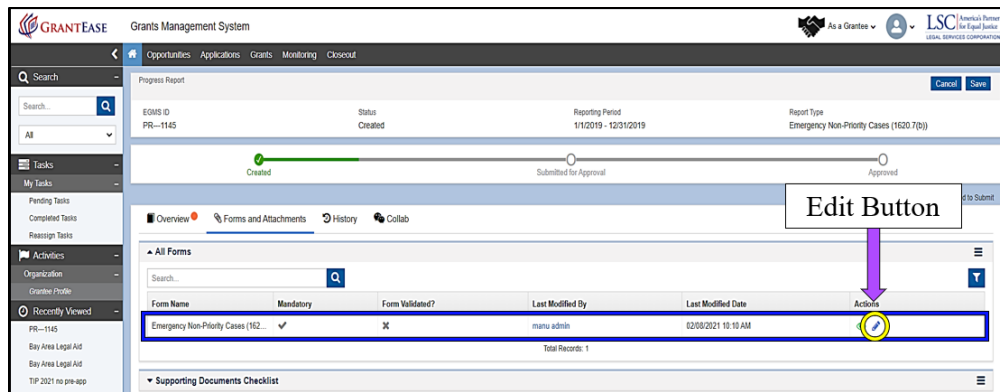 GRANTEASE Grants Management System As a Grantee LSC America's Partner for Equal Justice LEGAL SERVICES CORPORATION
Opportunities Applications Grants Monitoring Closeout
Search
Search...
All
Tasks
My Tasks
Pending Tasks
Completed Tasks
Reassign Tasks
Activities
Organization
Grantee Profile
Recently Viewed
PR---1145
Bay Area Legal Aid
Bay Area Legal Aid
TIP 2021 no pre-app
Progress Report Cancel Save
EGMS ID Status Reporting Period Report Type
PR---1145 Created 1/1/2019 - 12/31/2019 Emergency Non-Priority Cases (1620.7(b))
Created Submitted for Approval Approved
Edit Button
to Submit
Overview Forms and Attachments History Collab
All Forms
Search...
Form Name Mandatory Form Validated? Last Modified By Last Modified Date Actions
Emergency Non-Priority Cases (162... manu admin 02/08/2021 10:10 AM
Total Records: 1
Supporting Documents Checklist